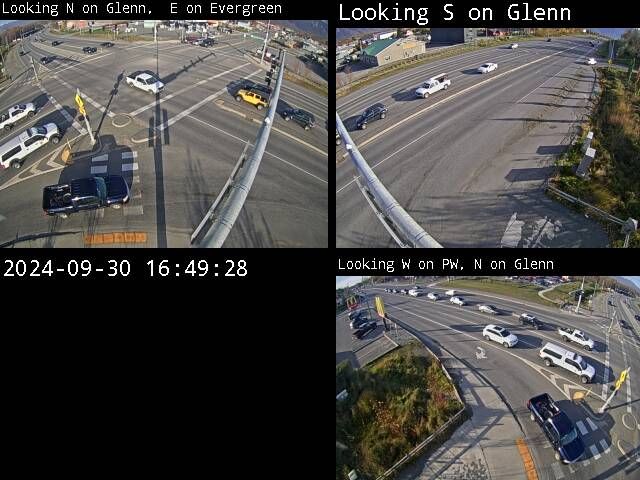 Looking N on Glenn,  E on Evergreen
Looking S on Glenn
2024-09-30 16:49:28
Looking W on PW, N on Glenn